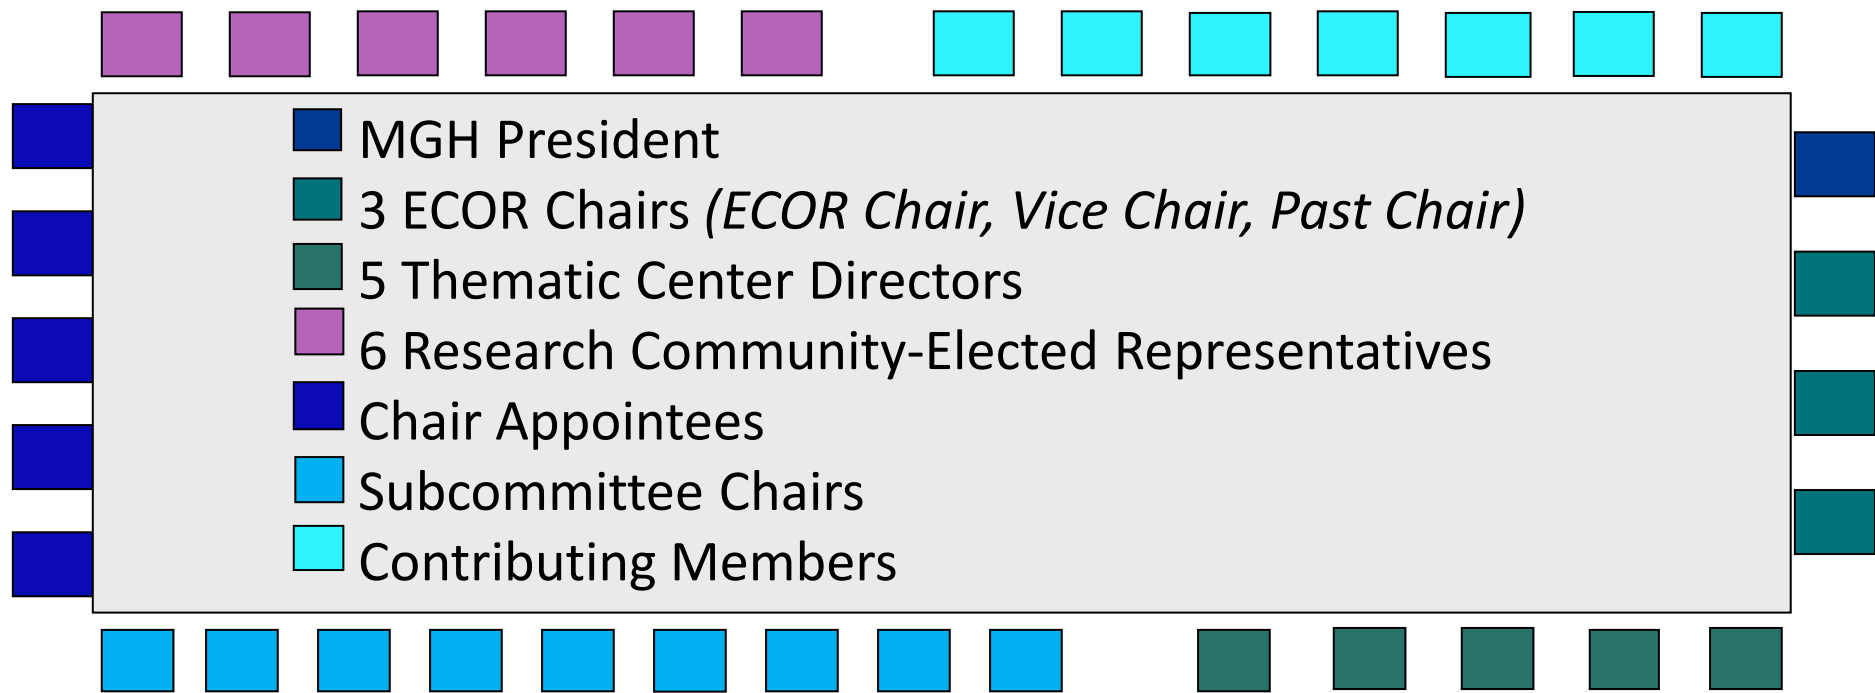 MGH President
3 ECOR Chairs (ECOR Chair, Vice Chair, Past Chair)
5 Thematic Center Directors
6 Research Community-Elected Representatives
Chair Appointees
Subcommittee Chairs
Contributing Members